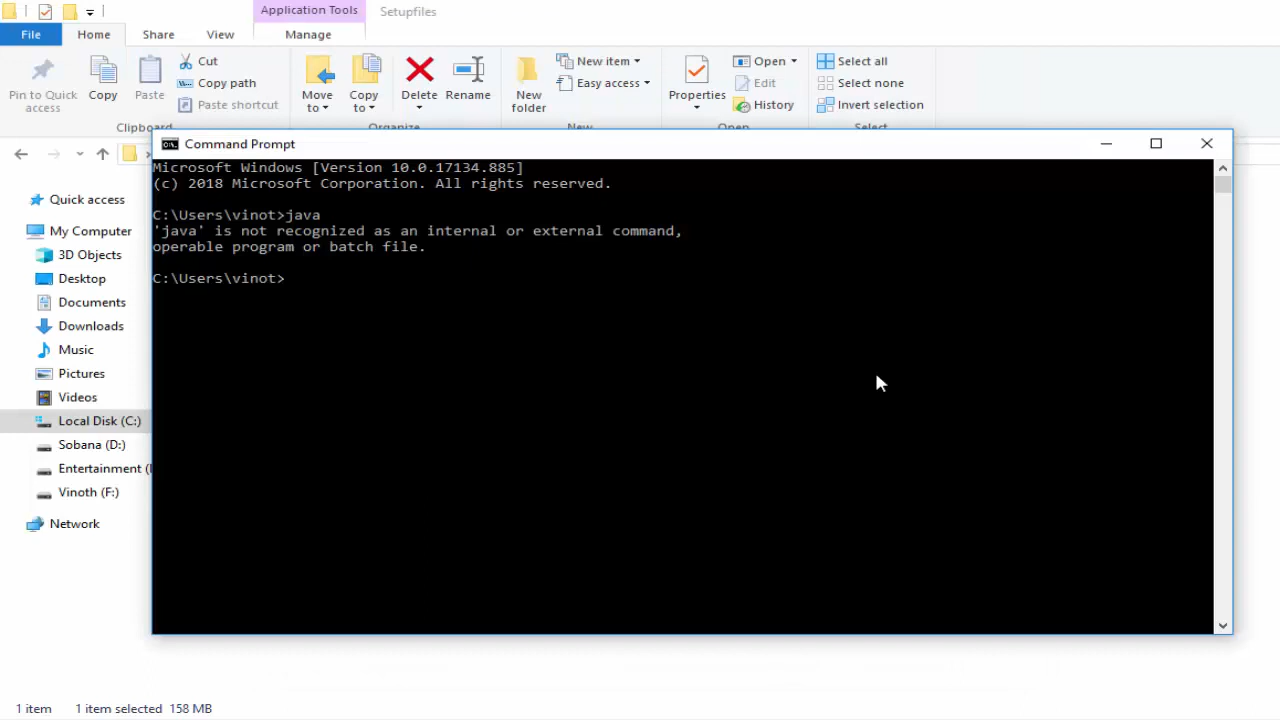 Application Tools
Setupfiles
File
Home
Share
View
Manage
Pin to Quick
access
Copy
Paste
Cut
Copy path
Paste shortcut
Clipboard
Move
to
Copy
to
Delete
Rename
Organize
New
folder
New item
Easy access
New
Properties
Open
Edit
History
Open
Select all
Select none
Invert selection
Select
Command Prompt
Microsoft Windows [Version 10.0.17134.885]
(c) 2018 Microsoft Corporation. All rights reserved.
C:\Users\vinot>java
'java' is not recognized as an internal or external command,
operable program or batch file.
C:\Users\vinot>
Quick access
My Computer
3D Objects
Desktop
Documents
Downloads
Music
Pictures
Videos
Local Disk (C:)
Sobana (D:)
Entertainment (
Vinoth (F:)
Network
1 item
1 item selected 158 MB